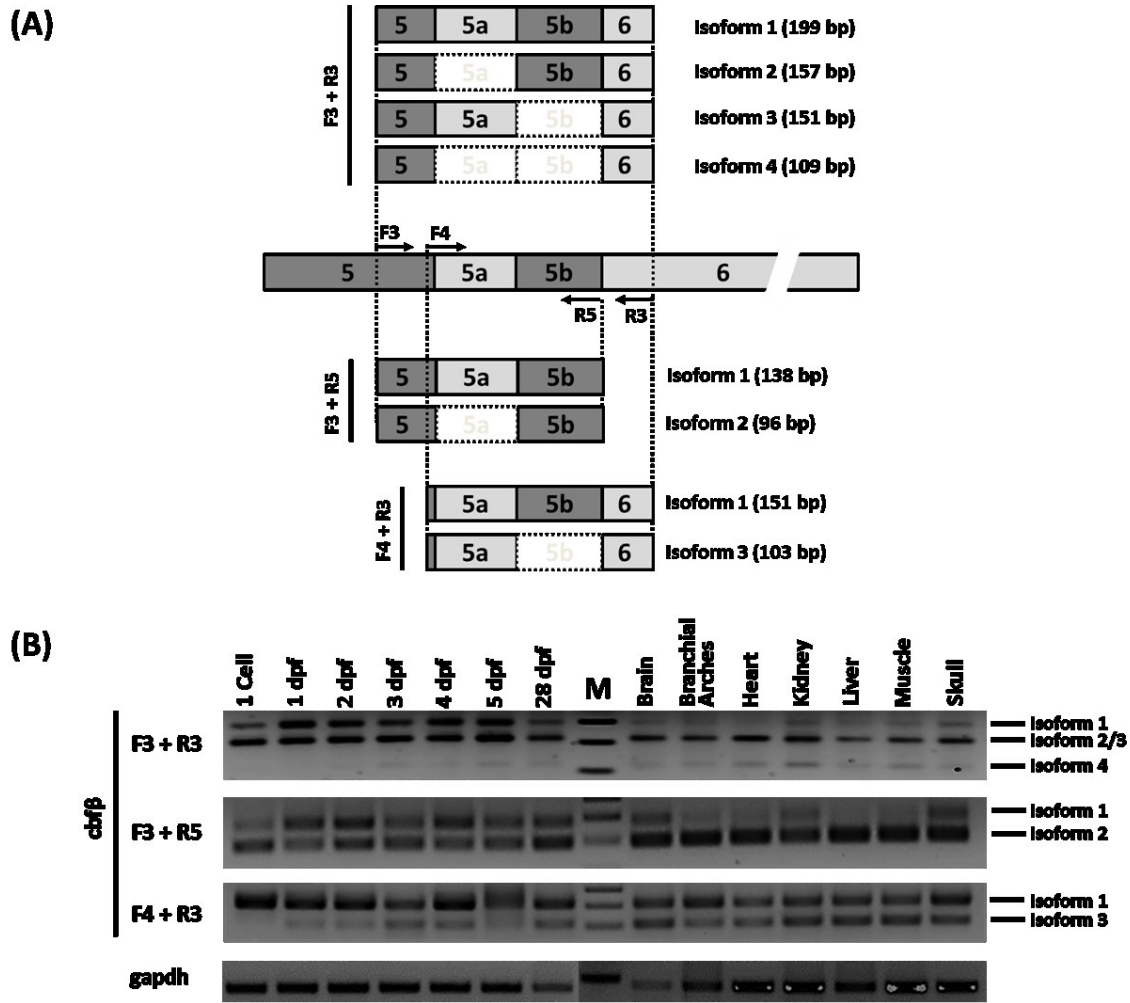 (A)
F3 + R3
5 5a 5b 6 Isoform 1 (199 bp)
5 5a 5b 6 Isoform 2 (157 bp)
5 5a 5b 6 Isoform 3 (151 bp)
5 5a 5b 6 Isoform 4 (109 bp)
F3 F4
5 5a 5b 6
R5 R3
F3 + R5
5 5a 5b Isoform 1 (138 bp)
5 5a 5b Isoform 2 (96 bp)
F4 + R3
5a 5b 6 Isoform 1 (151 bp)
5a 5b 6 Isoform 3 (103 bp)
(B)
1 Cell 1 dpf 2 dpf 3 dpf 4 dpf 5 dpf 28 dpf M Brain Branchial Arches Heart Kidney Liver Muscle Skull
cbfβ
F3 + R3
Isoform 1
Isoform 2/3
Isoform 4
F3 + R5
Isoform 1
Isoform 2
F4 + R3
Isoform 1
Isoform 3
gapdh